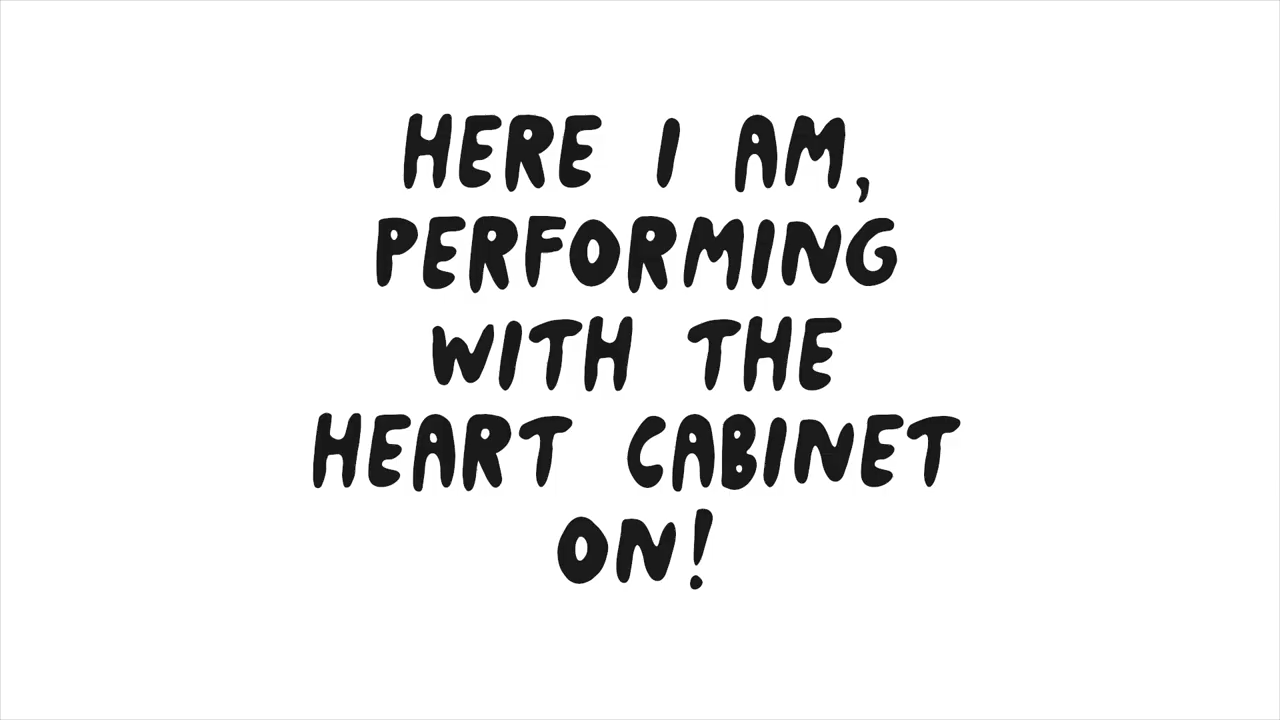 HERE I AM,
PERFORMING
WITH THE
HEART CABINET
ON!